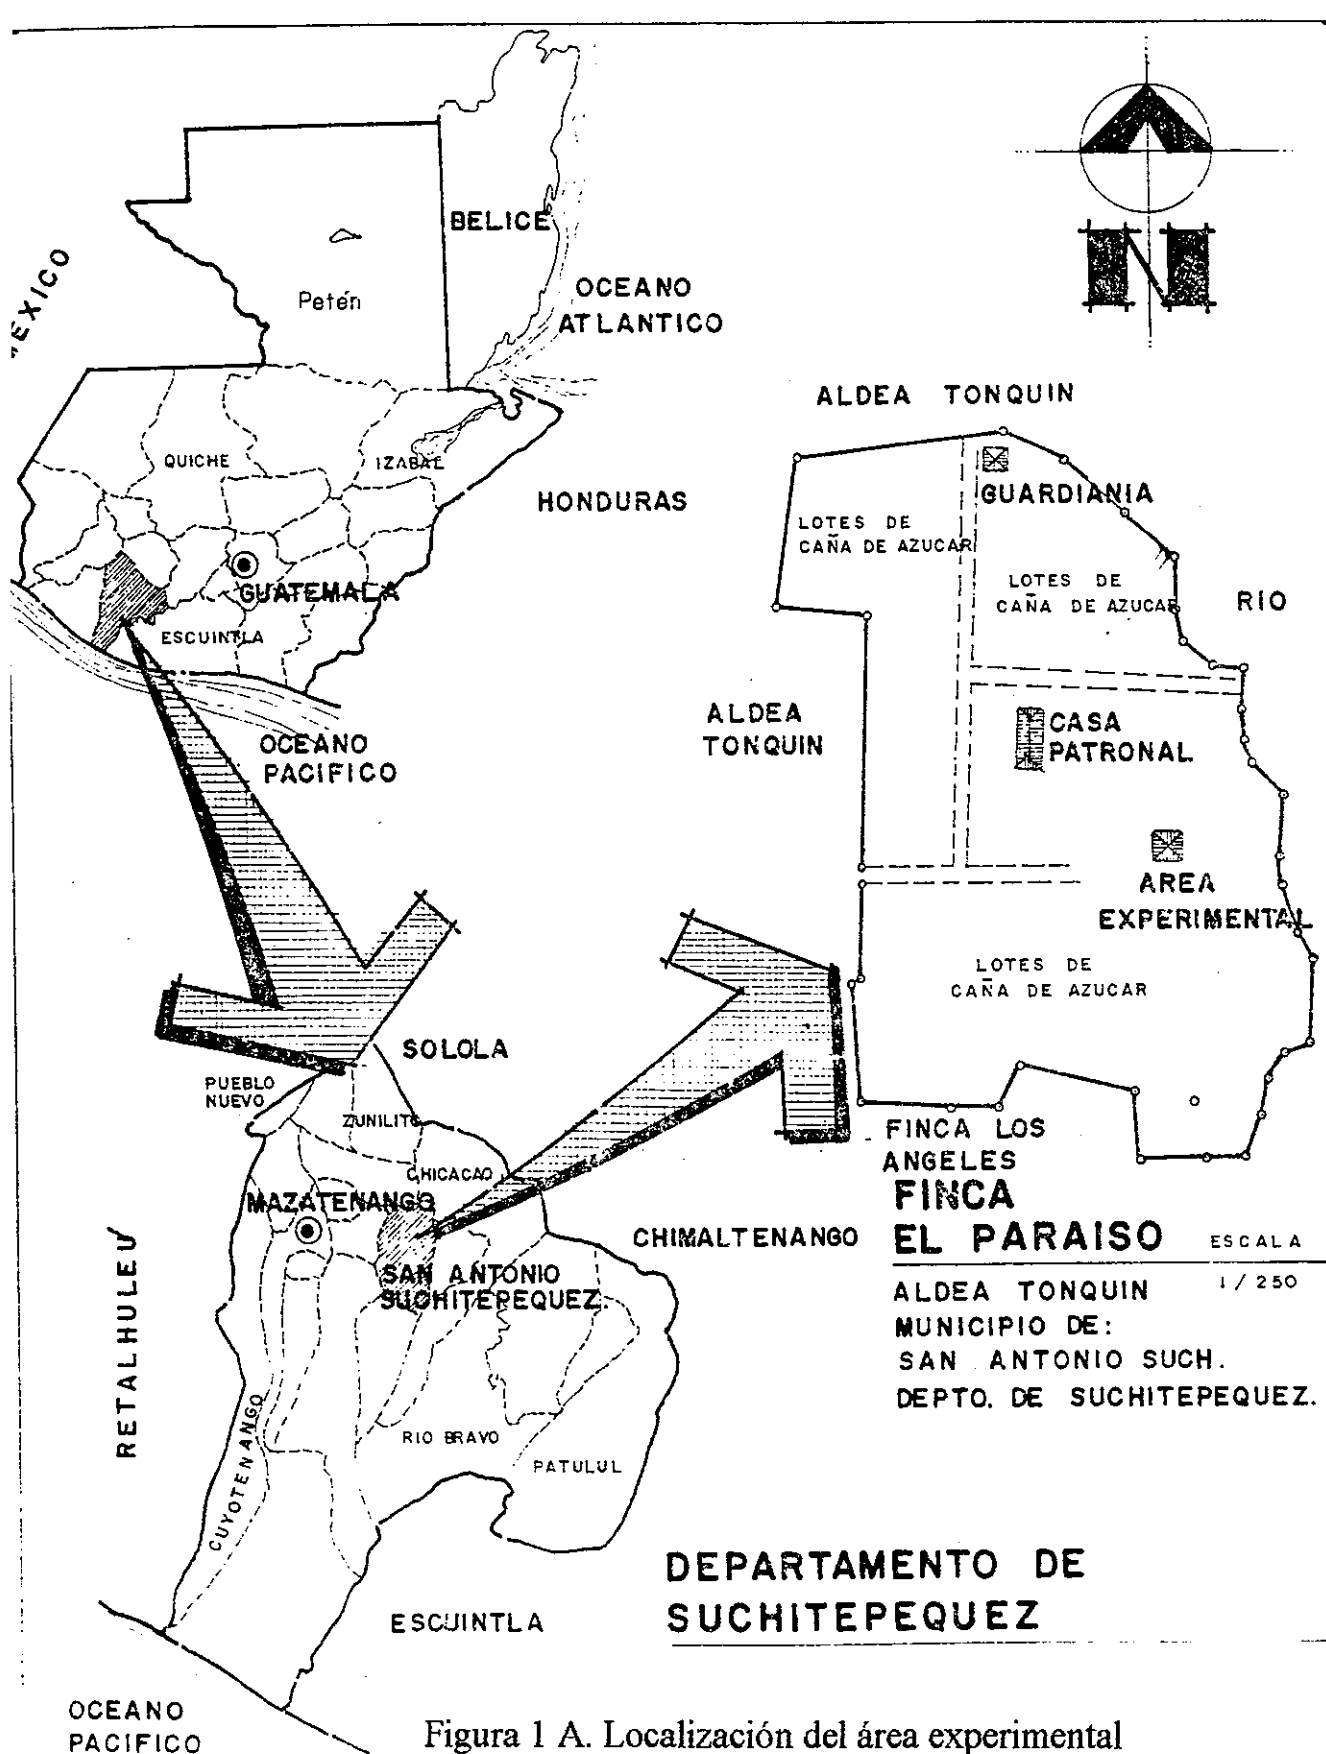 BELICE
MEXICO
Petén
OCEANO
ATLANTICO
N
ALDEA TONQUIN
QUICHE
IZABAL
HONDURAS
GUARDIANIA
LOTES DE
CAÑA DE AZUCAR
LOTES DE
CAÑA DE AZUCAR
RIO
GUATEMALA
ESCUINTLA
OCEANO
PACIFICO
ALDEA
TONQUIN
CASA
PATRONAL
AREA
EXPERIMENTAL
LOTES DE
CAÑA DE AZUCAR
SOLOLA
PUEBLO
NUEVO
ZUNILITO
CHICACAO
MAZATENANGO
SAN ANTONIO
SUCHITEPEQUEZ.
CHIMALTENANGO
RETALHULEU
CUYOTENANGO
RIO BRAVO
PATULUL
ESCUINTLA
OCEANO
PACIFICO
FINCA LOS
ANGELES
FINCA
EL PARAISO
ESCALA
1/250
ALDEA TONQUIN
MUNICIPIO DE:
SAN ANTONIO SUCH.
DEPTO. DE SUCHITEPEQUEZ.
DEPARTAMENTO DE
SUCHITEPEQUEZ
Figura 1 A. Localización del área experimental